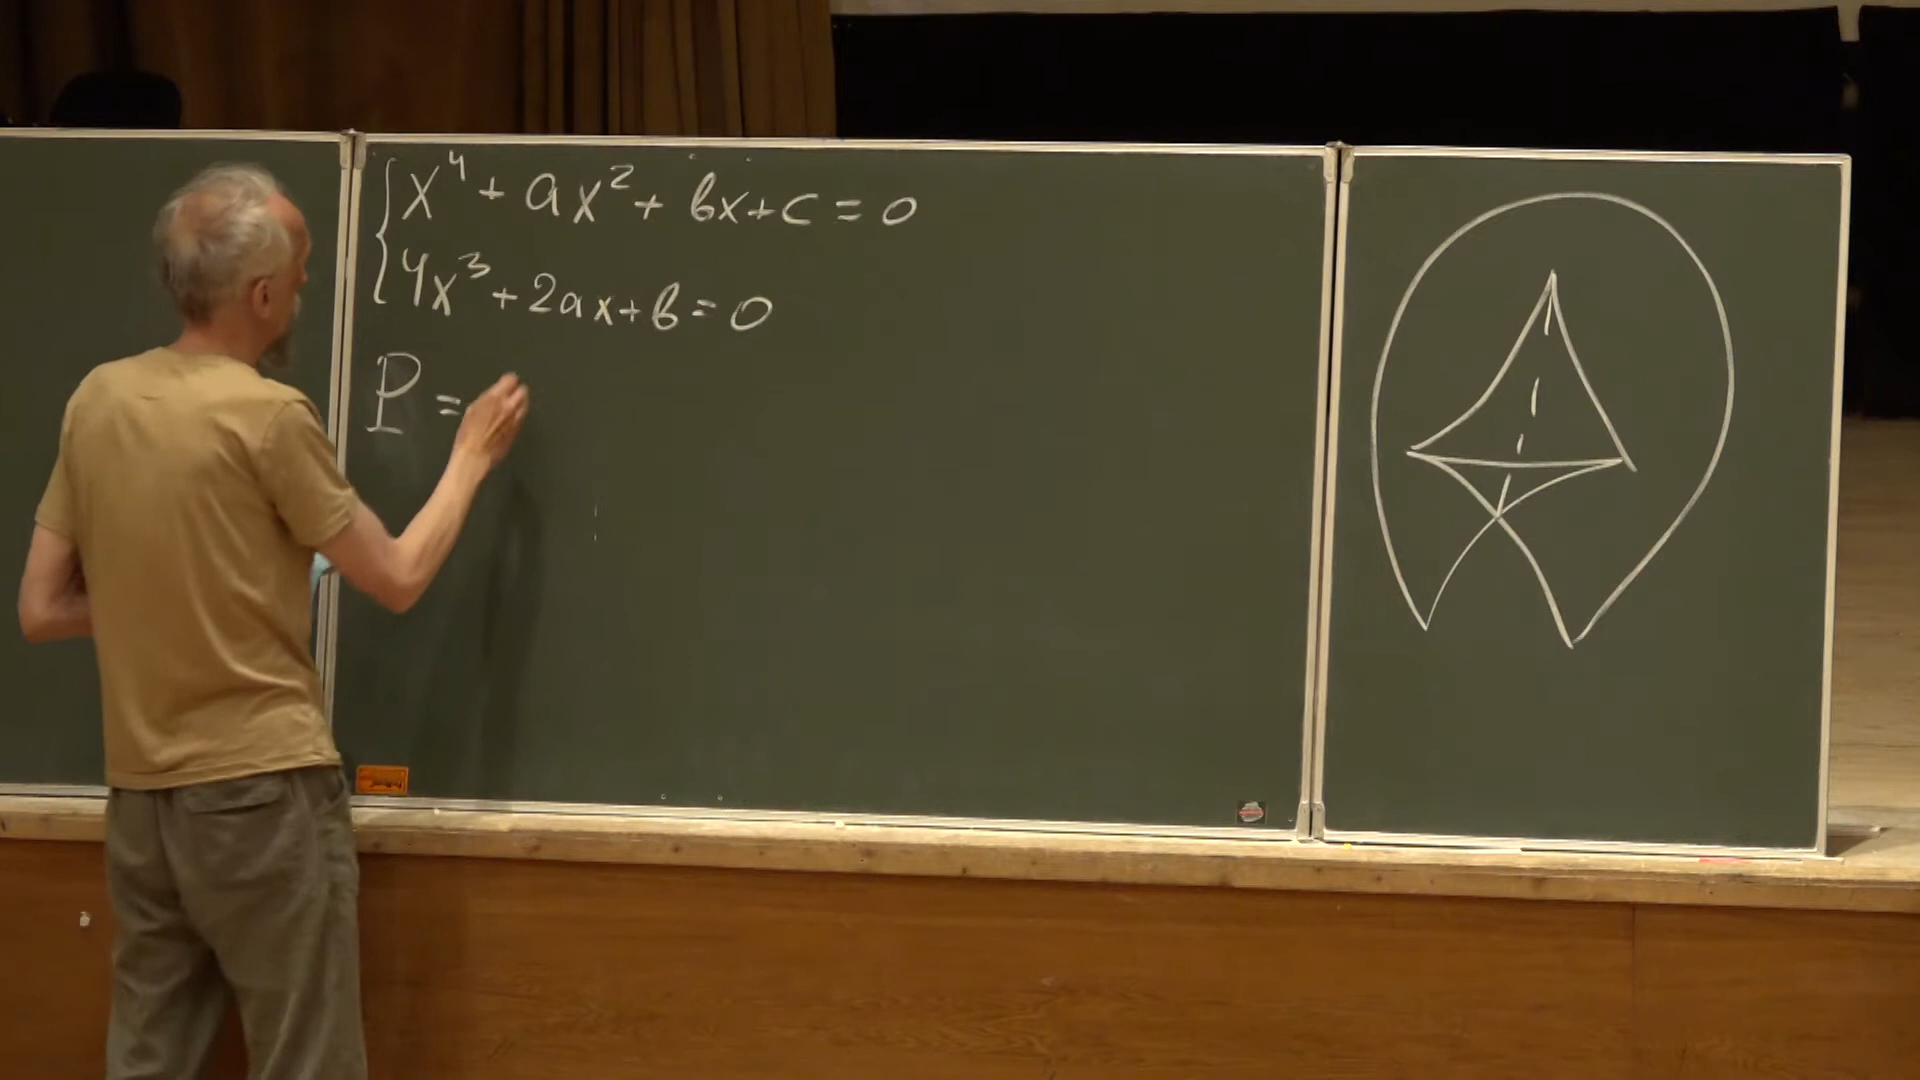 x⁴ + ax² + bx + c = 0
4x³ + 2ax + b = 0
P =